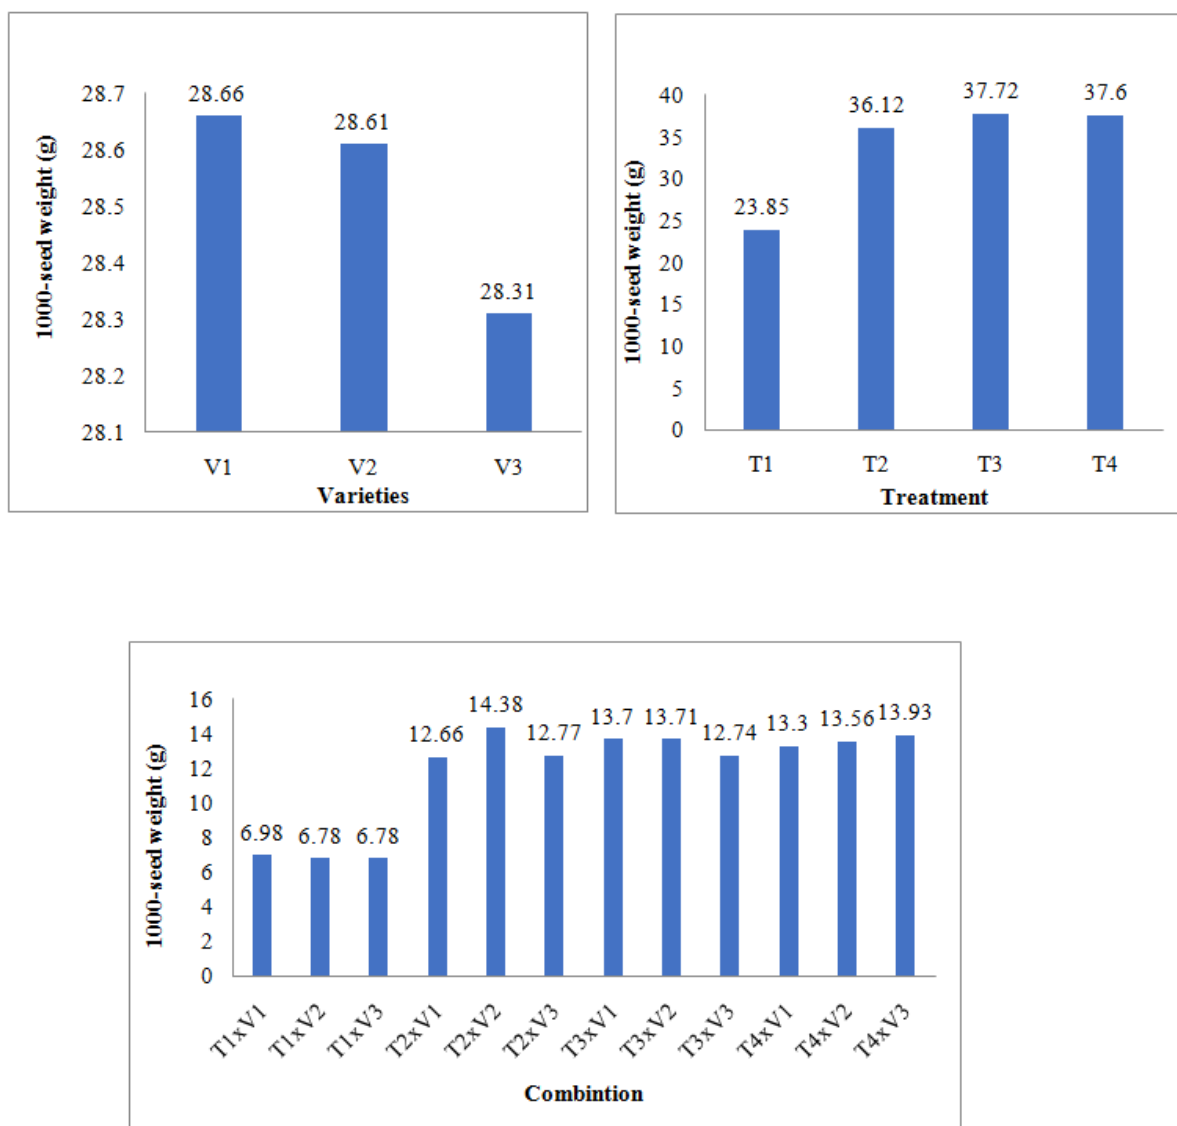 1000-seed weight (g)
28.7
28.6
28.5
28.4
28.3
28.2
28.1
28.66
28.61
28.31
V1 V2 V3
Varieties
1000-seed weight (g)
40
35
30
25
20
15
10
5
0
23.85
36.12
37.72
37.6
T1 T2 T3 T4
Treatment
1000-seed weight (g)
16
14
12
10
8
6
4
2
0
6.98
6.78
6.78
12.66
14.38
12.77
13.7
13.71
12.74
13.3
13.56
13.93
T1xV1
T1xV2
T1xV3
T2xV1
T2xV2
T2xV3
T3xV1
T3xV2
T3xV3
T4xV1
T4xV2
T4xV3
Combintion